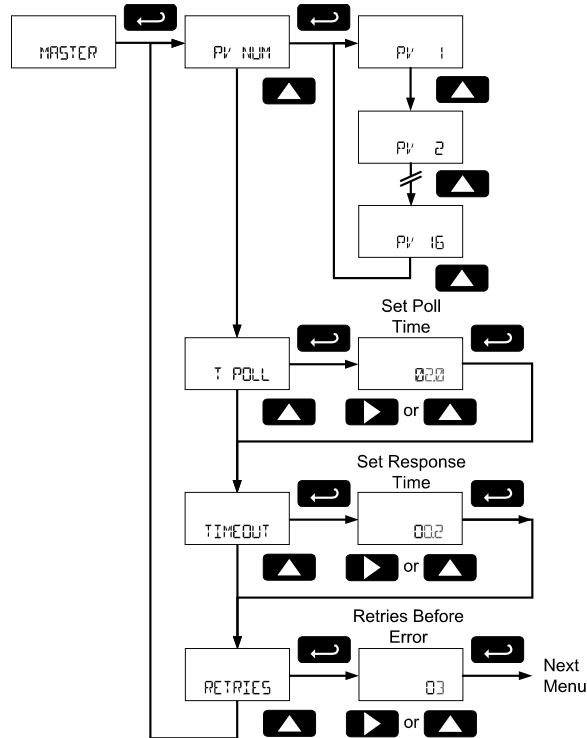 MASTER
PV NUM
PV 1
PV 2
PV 16
Set Poll
Time
T POLL
02.0
or
Set Response
Time
TIMEOUT
00.2
or
Retries Before
Error
RETRIES
03
Next
Menu
or